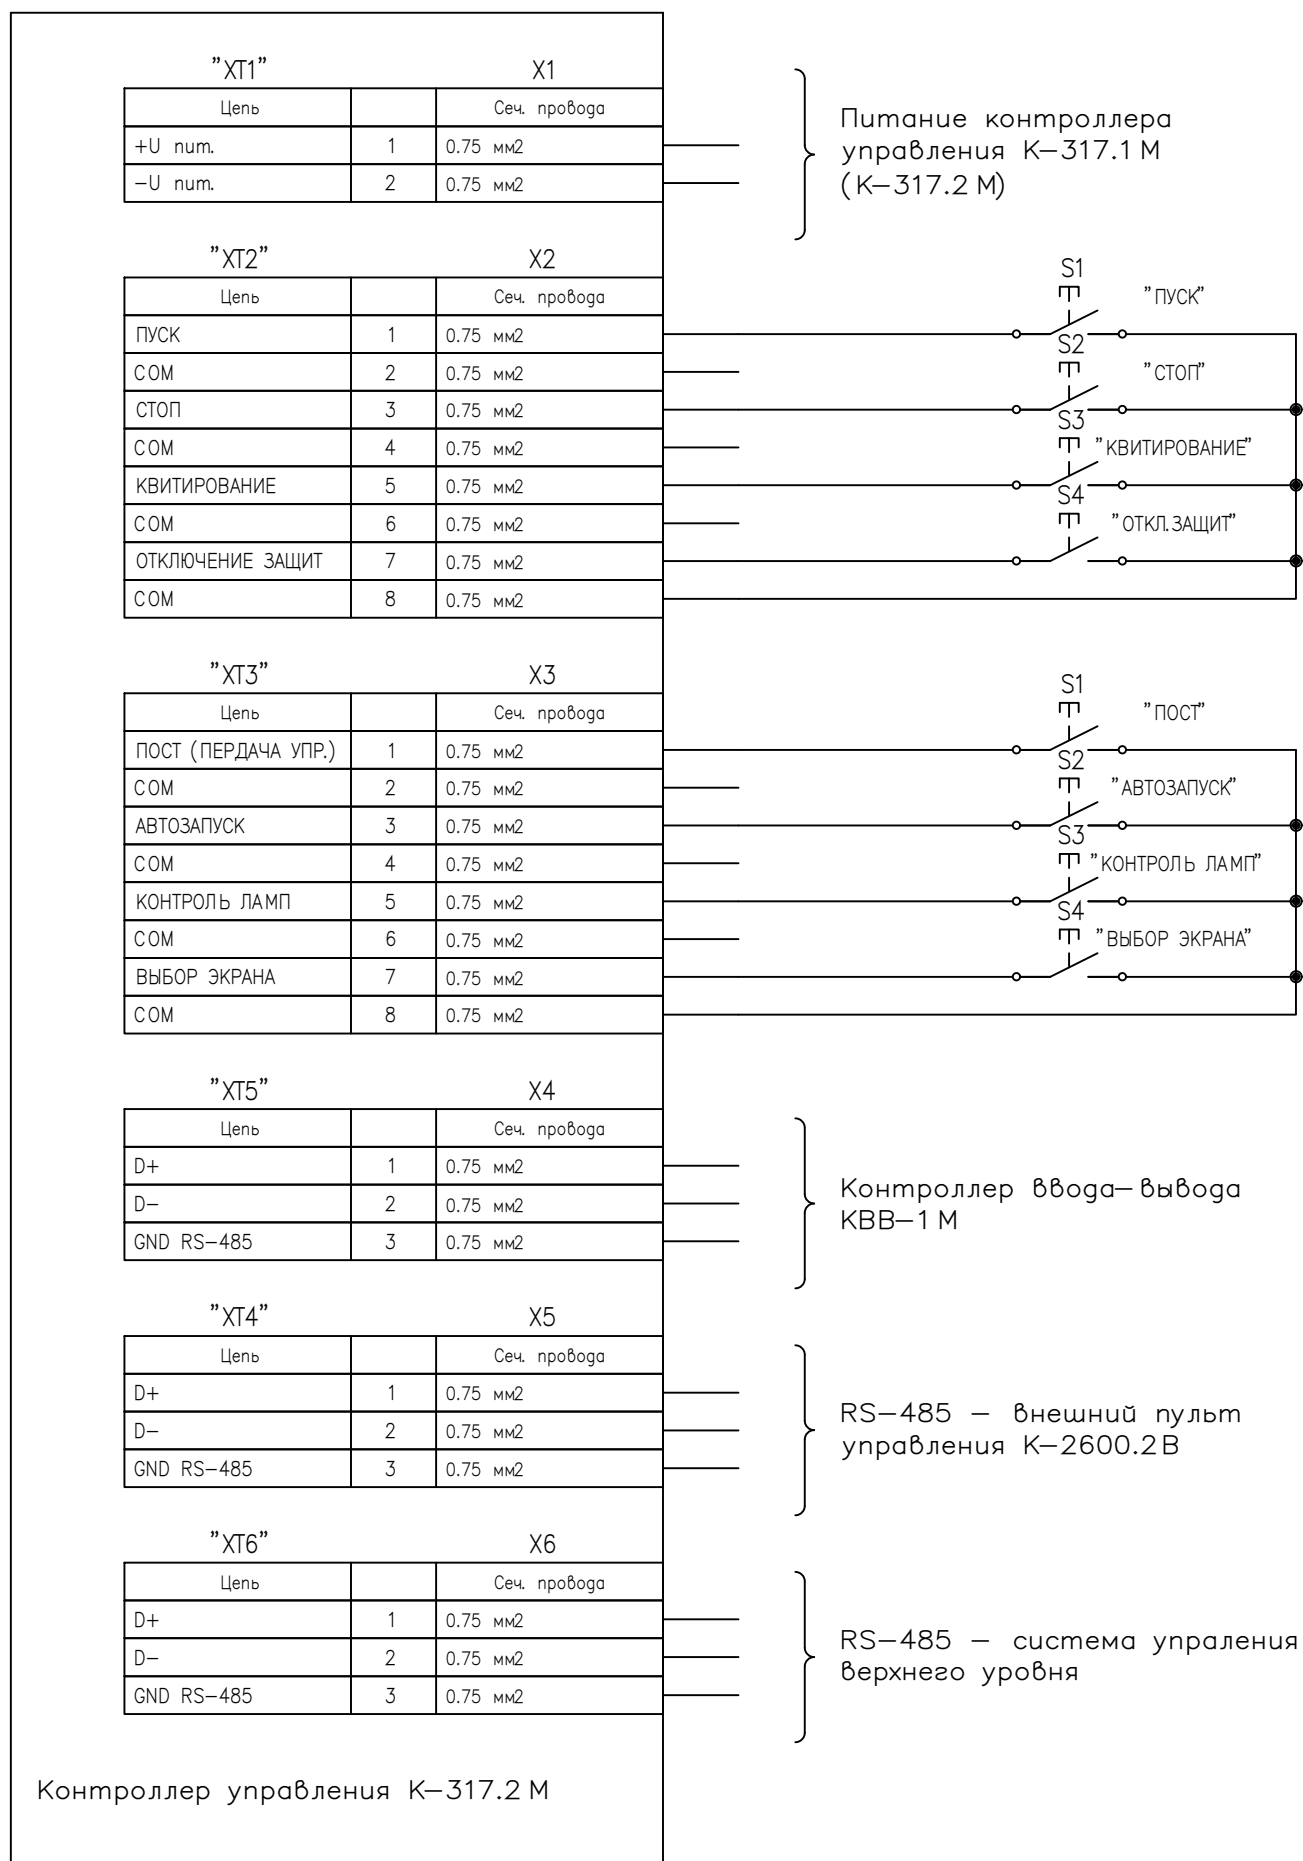 "XT1" X1
Цепь Сеч. провода
+U пит. 1 0.75 мм2
-U пит. 2 0.75 мм2
Питание контроллера
управления К-317.1М
(К-317.2М)
"XT2" X2
Цепь Сеч. провода
ПУСК 1 0.75 мм2
COM 2 0.75 мм2
СТОП 3 0.75 мм2
COM 4 0.75 мм2
КВИТИРОВАНИЕ 5 0.75 мм2
COM 6 0.75 мм2
ОТКЛЮЧЕНИЕ ЗАЩИТ 7 0.75 мм2
COM 8 0.75 мм2
S1
"ПУСК"
S2
"СТОП"
S3
"КВИТИРОВАНИЕ"
S4
"ОТКЛ.ЗАЩИТ"
"XT3" X3
Цепь Сеч. провода
ПОСТ (ПЕРДАЧА УПР.) 1 0.75 мм2
COM 2 0.75 мм2
АВТОЗАПУСК 3 0.75 мм2
COM 4 0.75 мм2
КОНТРОЛЬ ЛАМП 5 0.75 мм2
COM 6 0.75 мм2
ВЫБОР ЭКРАНА 7 0.75 мм2
COM 8 0.75 мм2
S1
"ПОСТ"
S2
"АВТОЗАПУСК"
S3
"КОНТРОЛЬ ЛАМП"
S4
"ВЫБОР ЭКРАНА"
"XT5" X4
Цепь Сеч. провода
D+ 1 0.75 мм2
D- 2 0.75 мм2
GND RS-485 3 0.75 мм2
Контроллер ввода-вывода
КВВ-1М
"XT4" X5
Цепь Сеч. провода
D+ 1 0.75 мм2
D- 2 0.75 мм2
GND RS-485 3 0.75 мм2
RS-485 - внешний пульт
управления К-2600.2В
"XT6" X6
Цепь Сеч. провода
D+ 1 0.75 мм2
D- 2 0.75 мм2
GND RS-485 3 0.75 мм2
RS-485 - система упраления
верхнего уровня
Контроллер управления К-317.2М